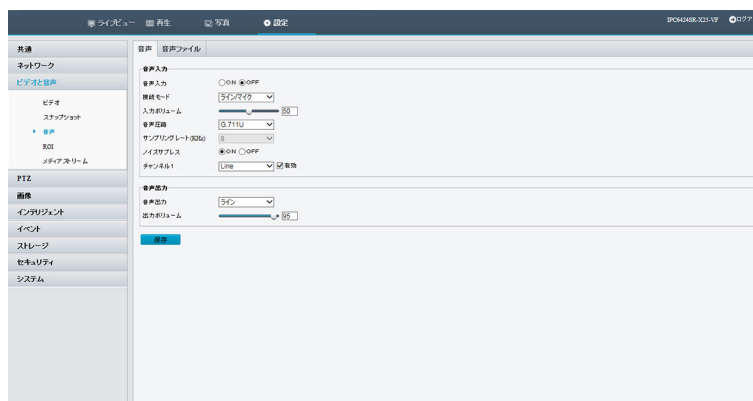 ライブビュー 再生 写真 設定 IPC6424SR-X25-VF ログア
共通
ネットワーク
ビデオと音声
ビデオ
スナップショット
音声
ROI
メディアストリーム
PTZ
画像
インテリジェント
イベント
ストレージ
セキュリティ
システム
音声 音声ファイル
音声入力
音声入力 ON OFF
接続モード ライン/マイク
入力ボリューム 50
音声圧縮 G.711U
サンプリングレート(KHz) 8
ノイズサプレス ON OFF
チャンネル1 Line 有効
音声出力
音声出力 ライン
出力ボリューム 95
保存